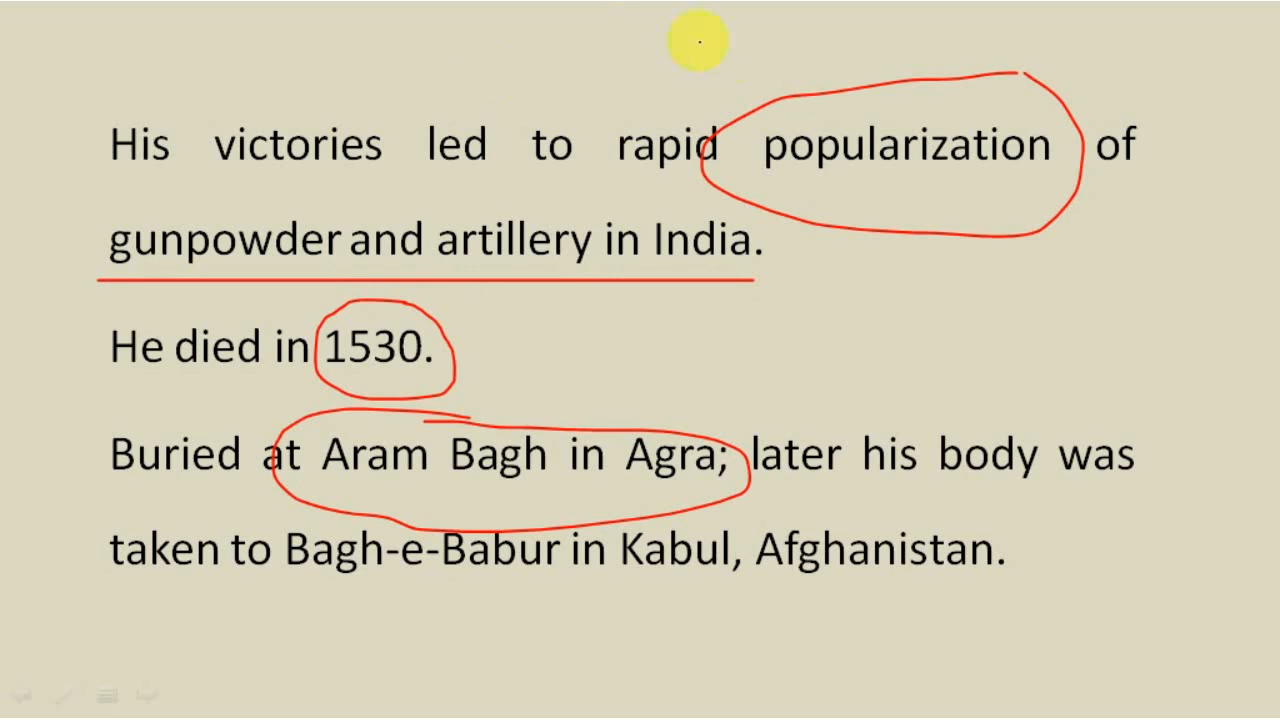 His victories led to rapid popularization of
gunpowder and artillery in India.
He died in 1530.
Buried at Aram Bagh in Agra; later his body was
taken to Bagh-e-Babur in Kabul, Afghanistan.